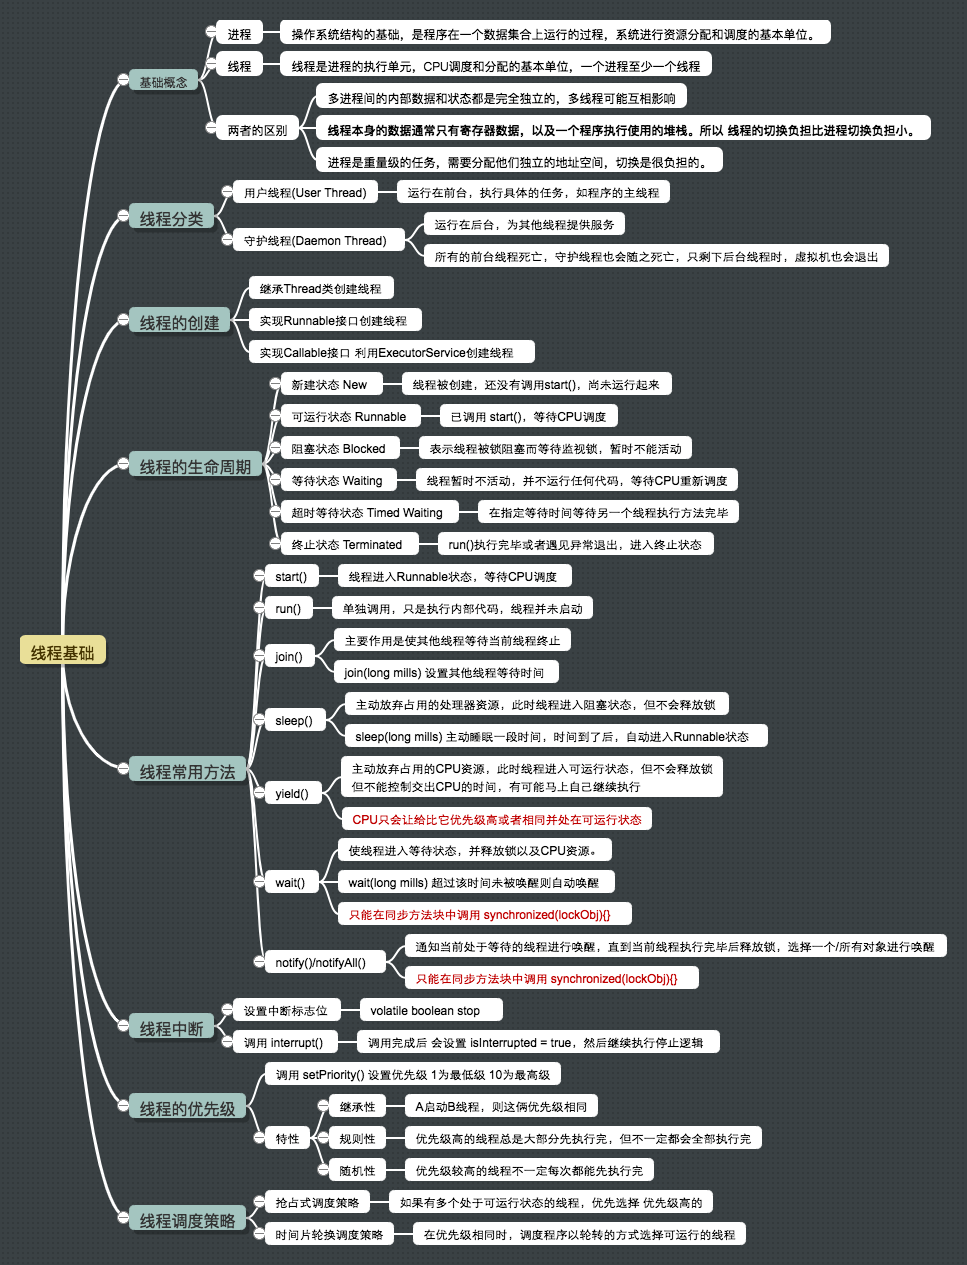 线程基础
基础概念
进程
操作系统结构的基础，是程序在一个数据集合上运行的过程，系统进行资源分配和调度的基本单位。
线程
线程是进程的执行单元，CPU调度和分配的基本单位，一个进程至少一个线程
两者的区别
多进程间的内部数据和状态都是完全独立的，多线程可能互相影响
线程本身的数据通常只有寄存器数据，以及一个程序执行使用的堆栈。所以 线程的切换负担比进程切换负担小。
进程是重量级的任务，需要分配他们独立的地址空间，切换是很负担的。
线程分类
用户线程(User Thread)
运行在前台，执行具体的任务，如程序的主线程
守护线程(Daemon Thread)
运行在后台，为其他线程提供服务
所有的前台线程死亡，守护线程也会随之死亡，只剩下后台线程时，虚拟机也会退出
线程的创建
继承Thread类创建线程
实现Runnable接口创建线程
实现Callable接口 利用ExecutorService创建线程
线程的生命周期
新建状态 New
线程被创建，还没有调用start()，尚未运行起来
可运行状态 Runnable
已调用 start()，等待CPU调度
阻塞状态 Blocked
表示线程被锁阻塞而等待监视锁，暂时不能活动
等待状态 Waiting
线程暂时不活动，并不运行任何代码，等待CPU重新调度
超时等待状态 Timed Waiting
在指定等待时间等待另一个线程执行方法完毕
终止状态 Terminated
run()执行完毕或者遇见异常退出，进入终止状态
线程常用方法
start()
线程进入Runnable状态，等待CPU调度
run()
单独调用，只是执行内部代码，线程并未启动
join()
主要作用是使其他线程等待当前线程终止
join(long mills) 设置其他线程等待时间
sleep()
主动放弃占用的处理器资源，此时线程进入阻塞状态，但不会释放锁
sleep(long mills) 主动睡眠一段时间，时间到了后，自动进入Runnable状态
yield()
主动放弃占用的CPU资源，此时线程进入可运行状态，但不会释放锁
但不能控制交出CPU的时间，有可能马上自己继续执行
CPU只会让给比它优先级高或者相同并处在可运行状态
wait()
使线程进入等待状态，并释放锁以及CPU资源。
wait(long mills) 超过该时间未被唤醒则自动唤醒
只能在同步方法块中调用 synchronized(lockObj){}
notify()/notifyAll()
通知当前处于等待的线程进行唤醒，直到当前线程执行完毕后释放锁，选择一个/所有对象进行唤醒
只能在同步方法块中调用 synchronized(lockObj){}
线程中断
设置中断标志位
volatile boolean stop
调用 interrupt()
调用完成后 会设置 isInterrupted = true，然后继续执行停止逻辑
线程的优先级
调用 setPriority() 设置优先级 1为最低级 10为最高级
特性
继承性
A启动B线程，则这俩优先级相同
规则性
优先级高的线程总是大部分先执行完，但不一定都会全部执行完
随机性
优先级较高的线程不一定每次都能先执行完
线程调度策略
抢占式调度策略
如果有多个处于可运行状态的线程，优先选择 优先级高的
时间片轮换调度策略
在优先级相同时，调度程序以轮转的方式选择可运行的线程